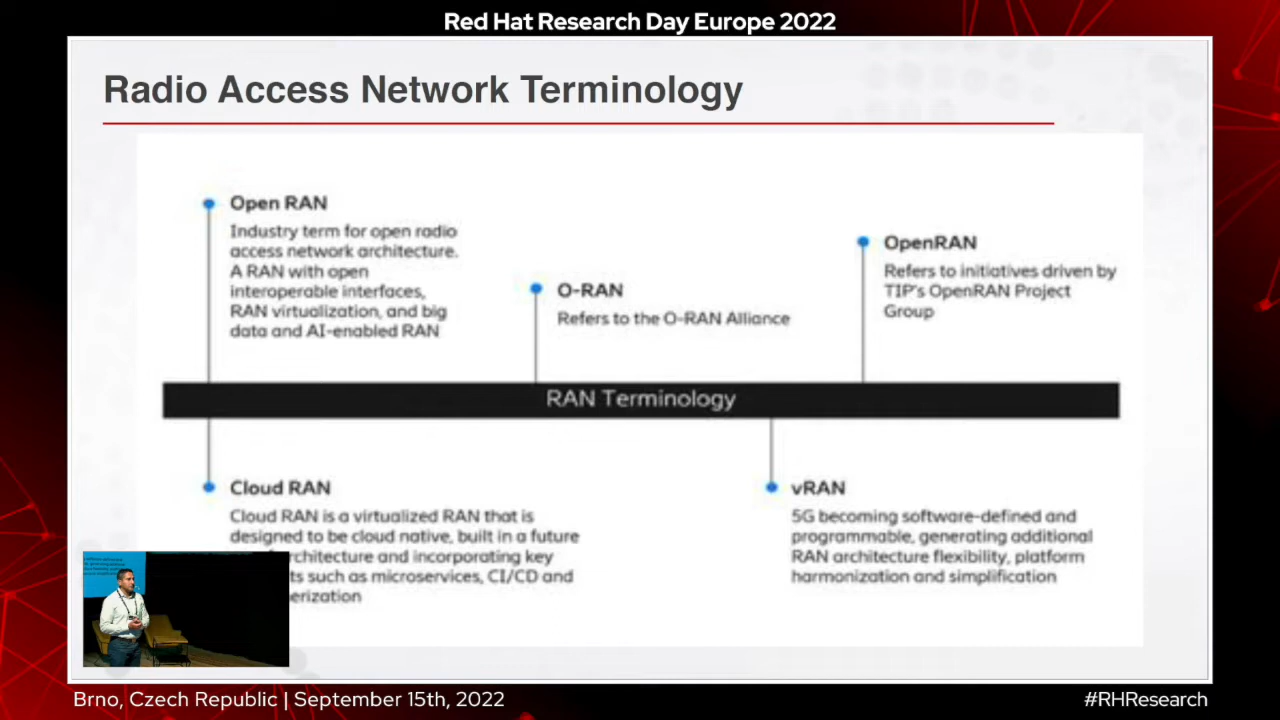 Red Hat Research Day Europe 2022
Radio Access Network Terminology
Open RAN
Industry term for open radio
access network architecture.
A RAN with open
interoperable interfaces,
RAN virtualization, and big
data and AI-enabled RAN
O-RAN
Refers to the O-RAN Alliance
OpenRAN
Refers to initiatives driven by
TIP's OpenRAN Project
Group
RAN Terminology
Cloud RAN
Cloud RAN is a virtualized RAN that is
designed to be cloud native, built in a future
rchitecture and incorporating key
ts such as microservices, CI/CD and
erization
vRAN
5G becoming software-defined and
programmable, generating additional
RAN architecture flexibility, platform
harmonization and simplification
Brno, Czech Republic | September 15th, 2022
#RHResearch